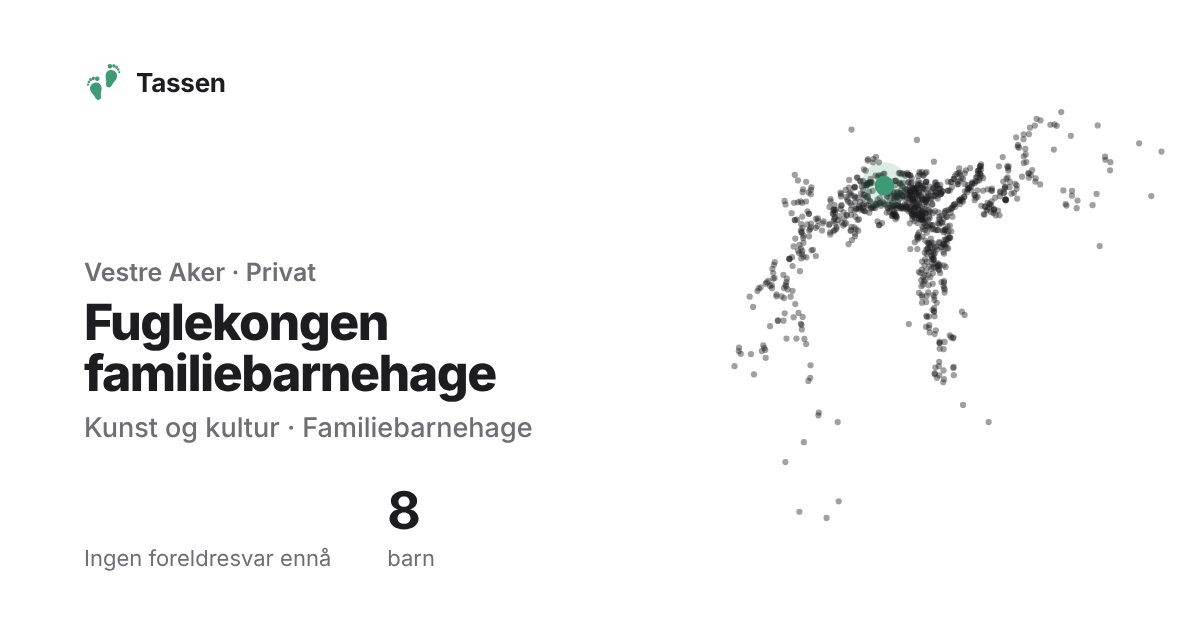 Tassen
Vestre Aker · Privat
Fuglekongen
familiebarnehage
Kunst og kultur · Familiebarnehage
8
Ingen foreldresvar ennå
barn